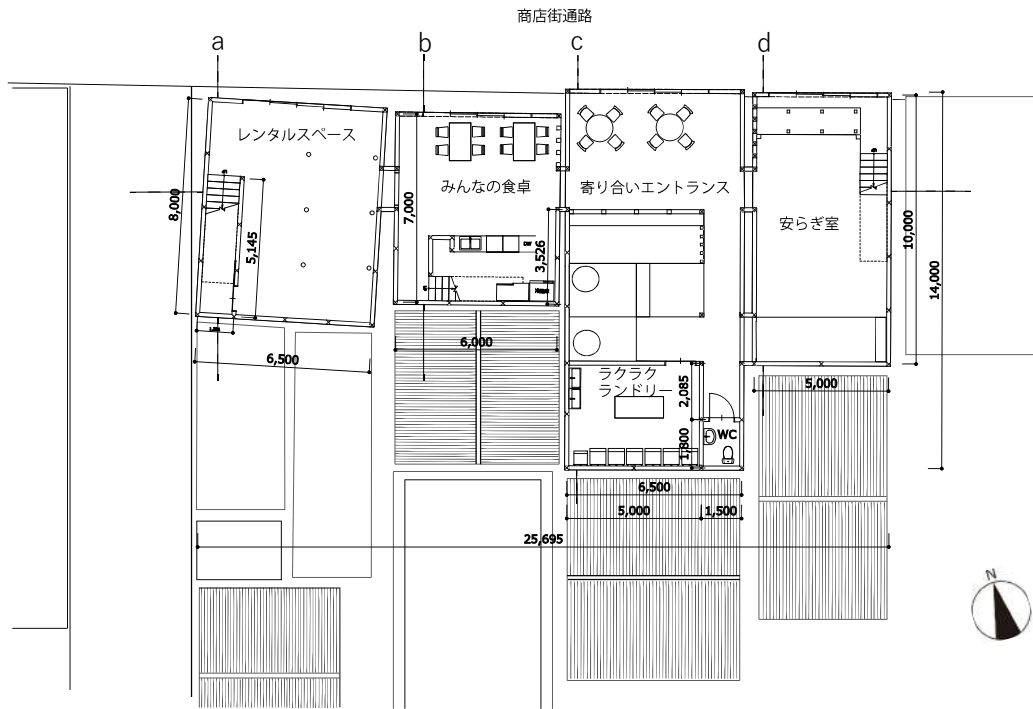 商店街通路
a
b
c
d
レンタルスペース
みんなの食卓
寄り合いエントランス
安らぎ室
8,000
5,145
7,000
3,526
10,000
14,000
6,500
6,000
5,000
ラクラク
ランドリー
2,085
1,800
WC
6,500
5,000
1,500
25,695
N